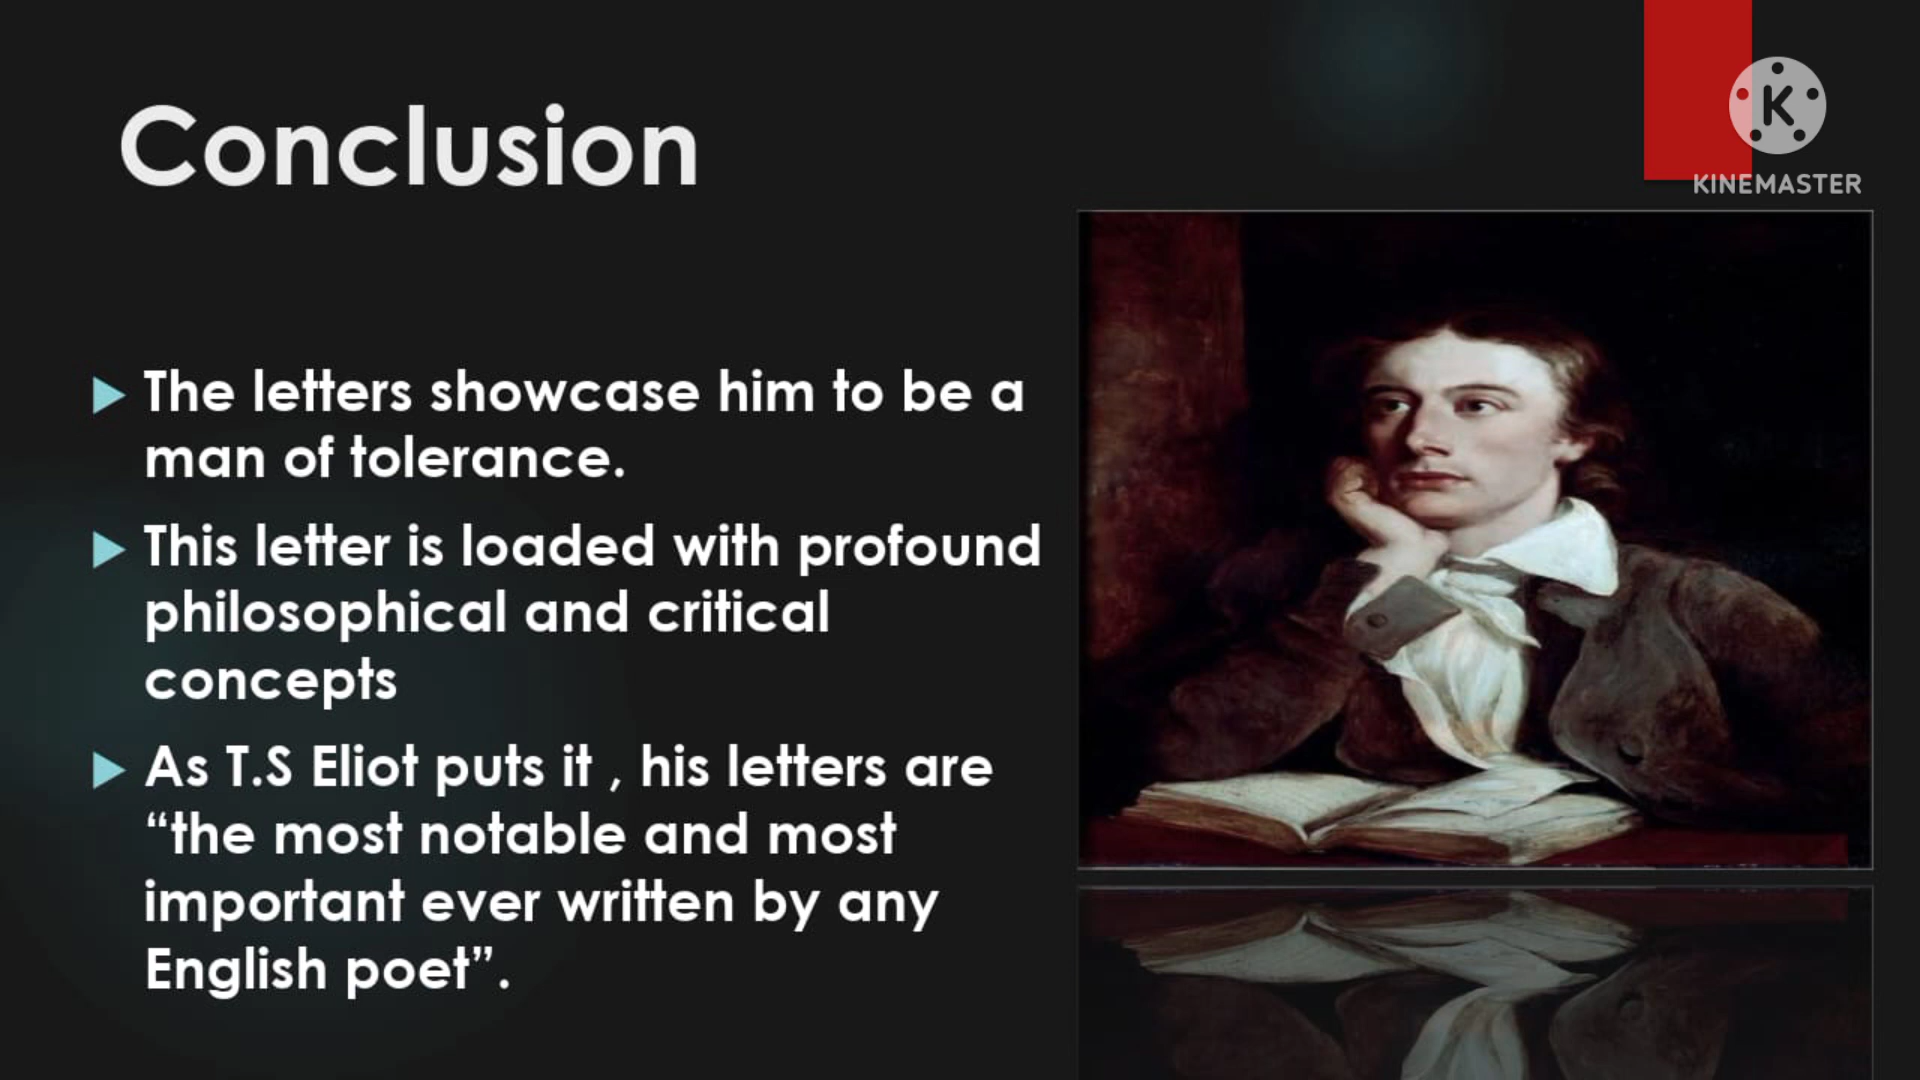 Conclusion
K
KINEMASTER
The letters showcase him to be a
man of tolerance.
This letter is loaded with profound
philosophical and critical
concepts
As T.S Eliot puts it , his letters are
“the most notable and most
important ever written by any
English poet”.